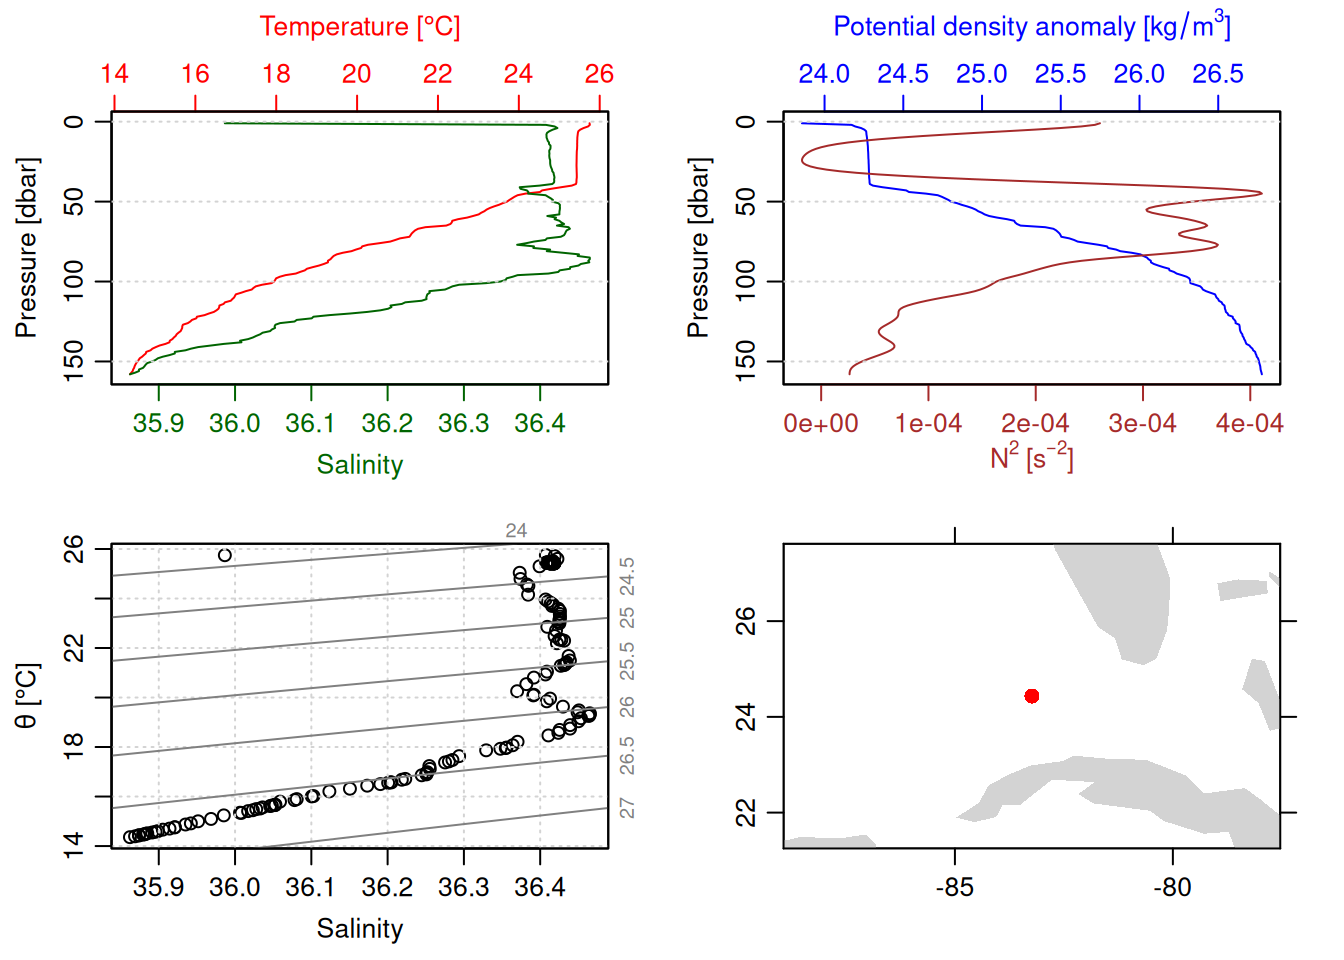 Temperature [°C]
14 16 18 20 22 24 26
Pressure [dbar]
0
50
100
150
35.9 36.0 36.1 36.2 36.3 36.4
Salinity
Potential density anomaly [kg/m³]
24.0 24.5 25.0 25.5 26.0 26.5
Pressure [dbar]
0
50
100
150
0e+00 1e-04 2e-04 3e-04 4e-04
N² [s⁻²]
24
θ [°C]
26
22
18
14
24.5
25
25.5
26
26.5
27
35.9 36.0 36.1 36.2 36.3 36.4
Salinity
26
24
22
-85 -80